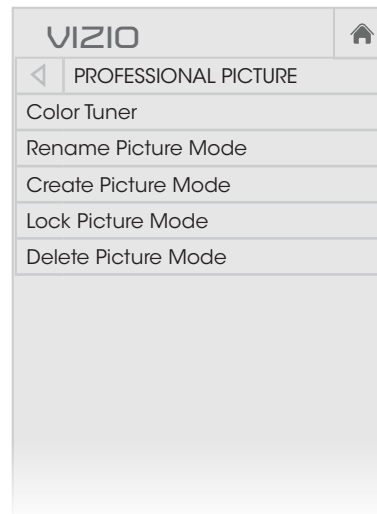 VIZIO
PROFESSIONAL PICTURE
Color Tuner
Rename Picture Mode
Create Picture Mode
Lock Picture Mode
Delete Picture Mode